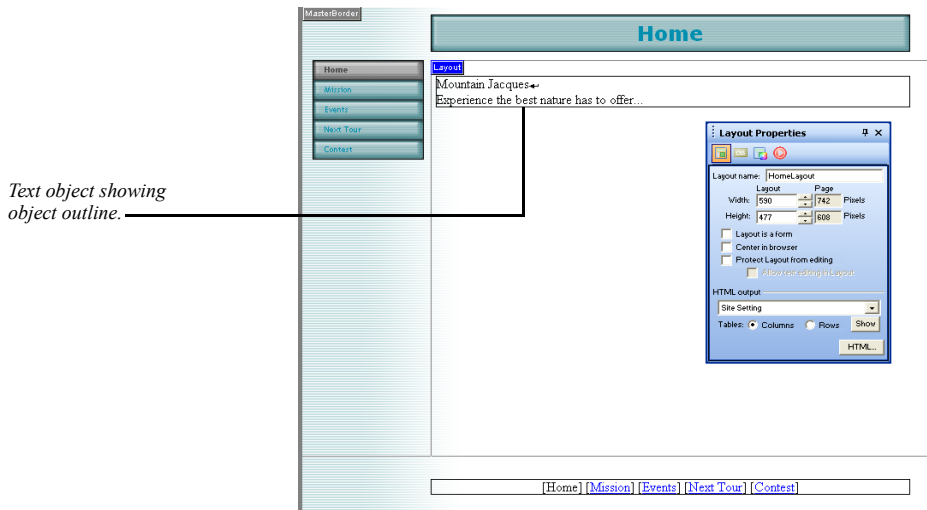 MasterBorder
Home
Home
Mission
Events
Next Tour
Contest
Layout
Mountain Jacques↵
Experience the best nature has to offer...
Text object showing
object outline.
Layout Properties
Layout name: HomeLayout
Layout Page
Width: 590 742 Pixels
Height: 477 608 Pixels
Layout is a form
Center in browser
Protect Layout from editing
Allow text editing in Layout
HTML output
Site Setting
Tables: Columns Rows Show
HTML...
[Home] [Mission] [Events] [Next Tour] [Contest]